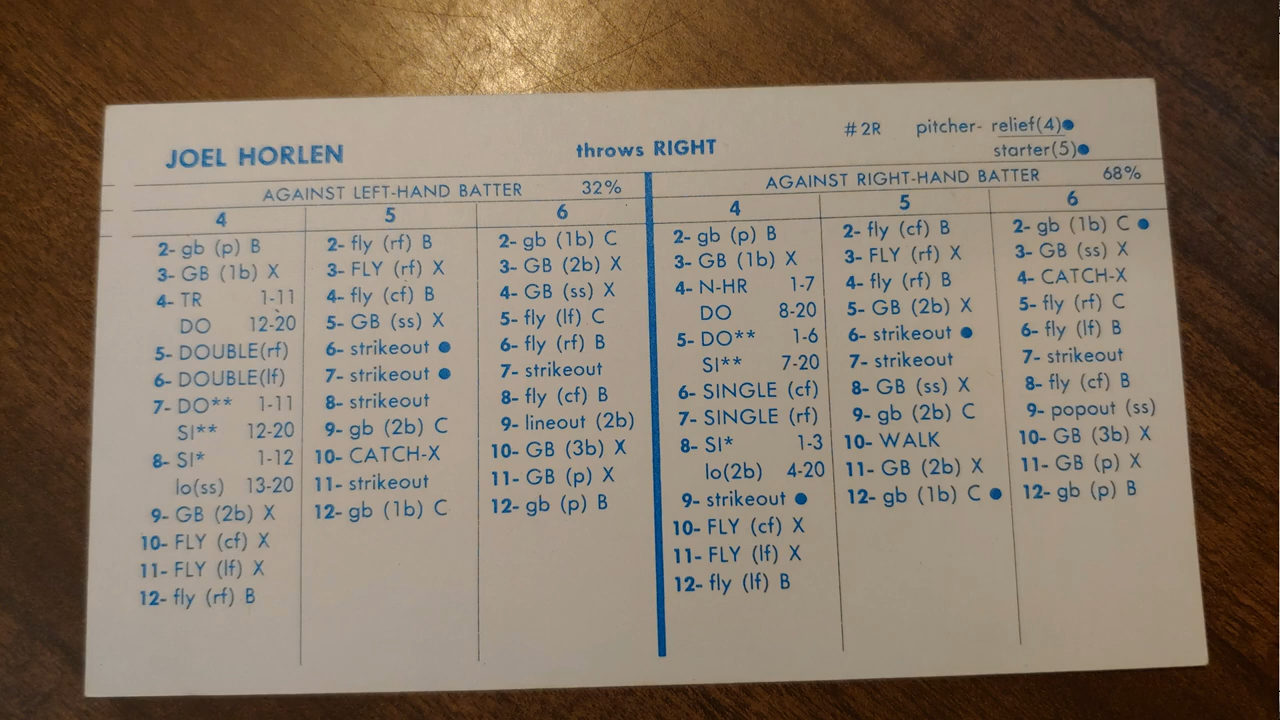 #2R pitcher- relief(4)●
JOEL HORLEN throws RIGHT starter(5)●
AGAINST LEFT-HAND BATTER 32%
4
2- gb (p) B
3- GB (1b) X
4- TR 1-11
DO 12-20
5- DOUBLE(rf)
6- DOUBLE(lf)
7- DO** 1-11
SI** 12-20
8- SI* 1-12
lo(ss) 13-20
9- GB (2b) X
10- FLY (cf) X
11- FLY (lf) X
12- fly (rf) B
5
2- fly (rf) B
3- FLY (rf) X
4- fly (cf) B
5- GB (ss) X
6- strikeout ●
7- strikeout ●
8- strikeout
9- gb (2b) C
10- CATCH-X
11- strikeout
12- gb (1b) C
6
2- gb (1b) C
3- GB (2b) X
4- GB (ss) X
5- fly (lf) C
6- fly (rf) B
7- strikeout
8- fly (cf) B
9- lineout (2b)
10- GB (3b) X
11- GB (p) X
12- gb (p) B
AGAINST RIGHT-HAND BATTER 68%
4
2- gb (p) B
3- GB (1b) X
4- N-HR 1-7
DO 8-20
5- DO** 1-6
SI** 7-20
6- SINGLE (cf)
7- SINGLE (rf)
8- SI* 1-3
lo(2b) 4-20
9- strikeout ●
10- FLY (cf) X
11- FLY (lf) X
12- fly (lf) B
5
2- fly (cf) B
3- FLY (rf) X
4- fly (rf) B
5- GB (2b) X
6- strikeout ●
7- strikeout
8- GB (ss) X
9- gb (2b) C
10- WALK
11- GB (2b) X
12- gb (1b) C ●
6
2- gb (1b) C ●
3- GB (ss) X
4- CATCH-X
5- fly (rf) C
6- fly (lf) B
7- strikeout
8- fly (cf) B
9- popout (ss)
10- GB (3b) X
11- GB (p) X
12- gb (p) B